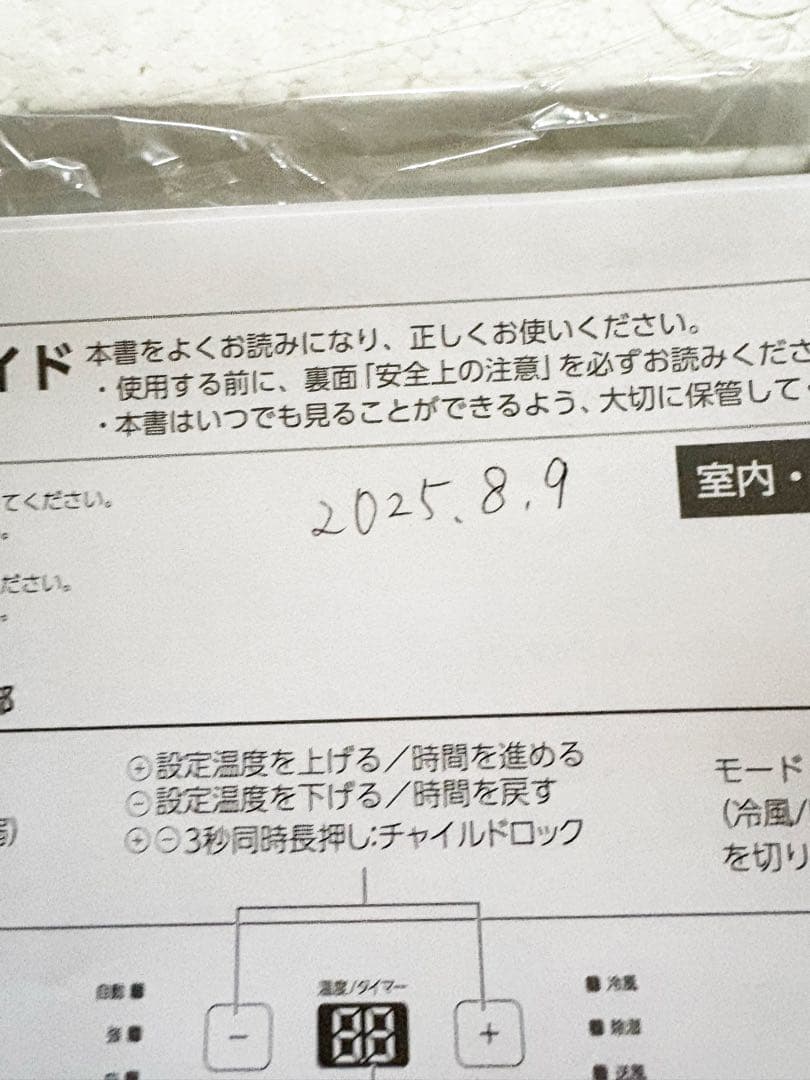 イド 本書をよくお読みになり、正しくお使いください。
・使用する前に、裏面「安全上の注意」を必ずお読みくださ
・本書はいつでも見ることができるよう、大切に保管して
てください。
2025.8.9
室内・
ださい。
部
⊕設定温度を上げる／時間を進める
⊖設定温度を下げる／時間を戻す
⊕⊖3秒同時長押し:チャイルドロック
モード
(冷風/
を切り
自動
温度/タイマー
冷風
強
−
88
+
除湿
送風